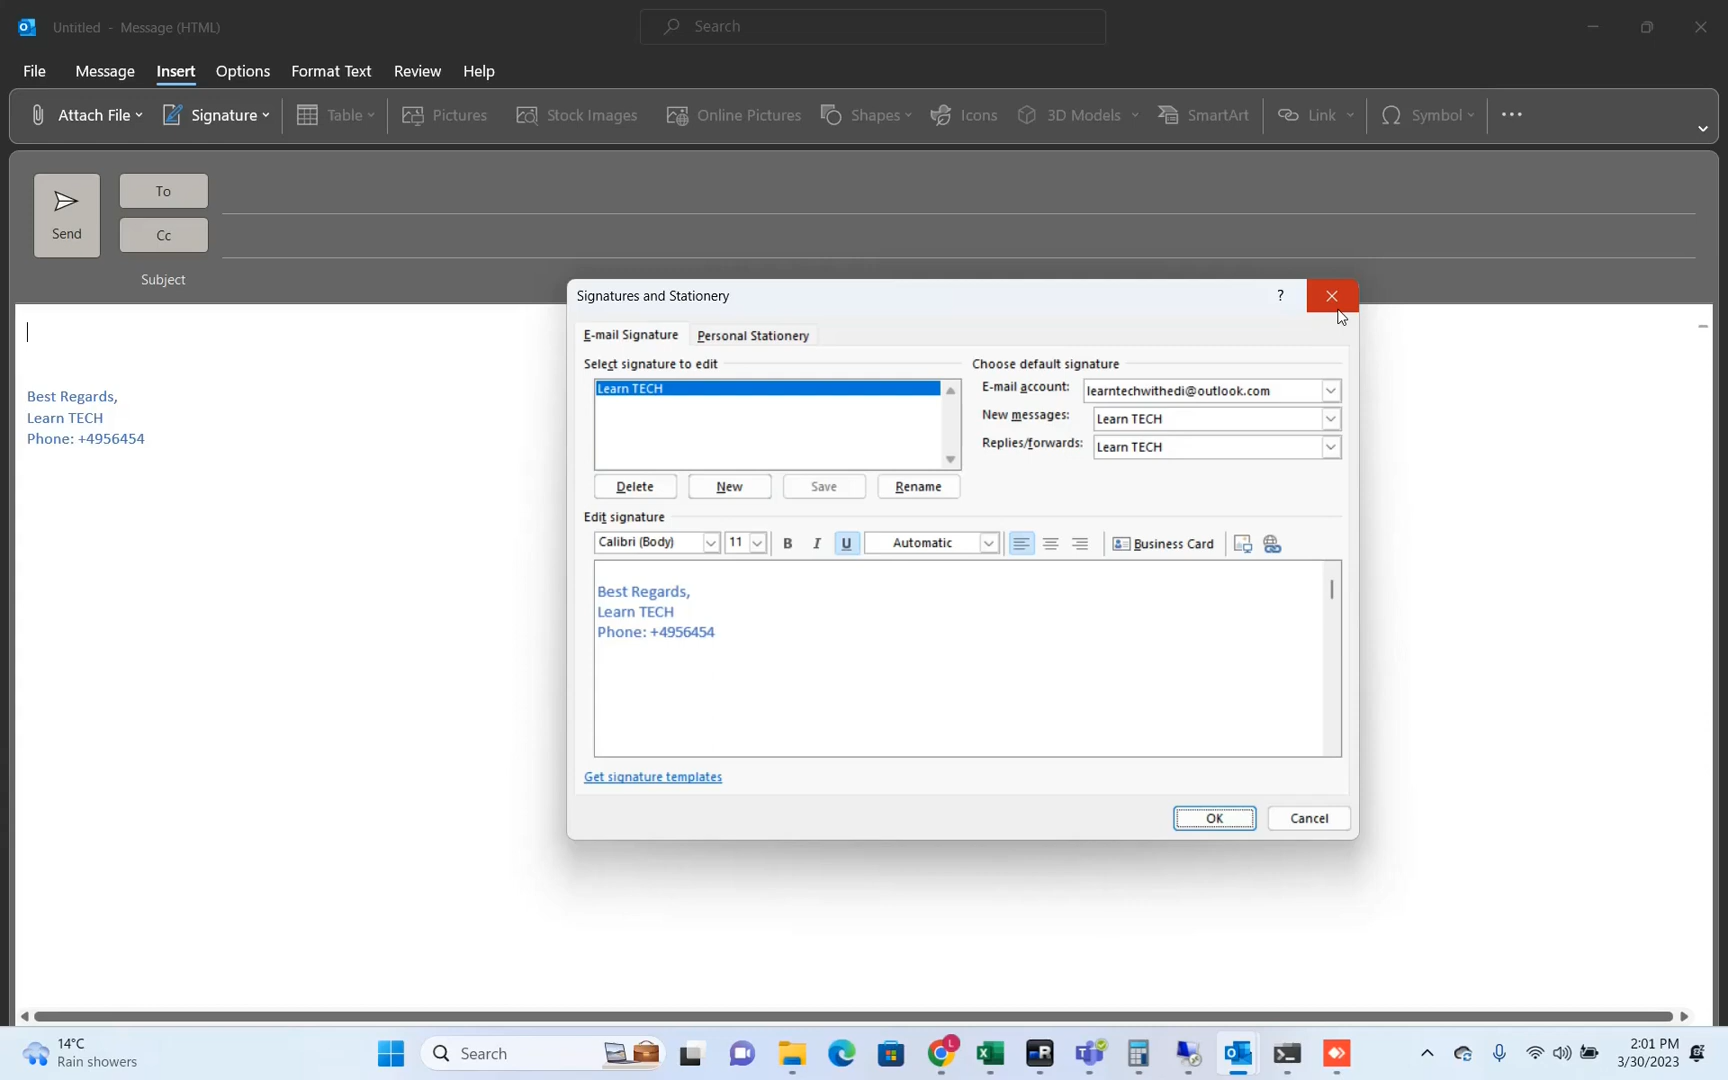 Untitled - Message (HTML)
Search
File Message Insert Options Format Text Review Help
Attach File Signature Table Pictures Stock Images Online Pictures Shapes Icons 3D Models SmartArt Link Symbol
Send
To
Cc
Subject
Best Regards,
Learn TECH
Phone: +4956454
Signatures and Stationery ?
E-mail Signature Personal Stationery
Select signature to edit
Learn TECH
Delete New Save Rename
Choose default signature
E-mail account: learntechwithedi@outlook.com
New messages: Learn TECH
Replies/forwards: Learn TECH
Edit signature
Calibri (Body) 11 B I U Automatic Business Card
Best Regards,
Learn TECH
Phone: +4956454
Get signature templates
OK Cancel
14°C
Rain showers
Search
2:01 PM
3/30/2023